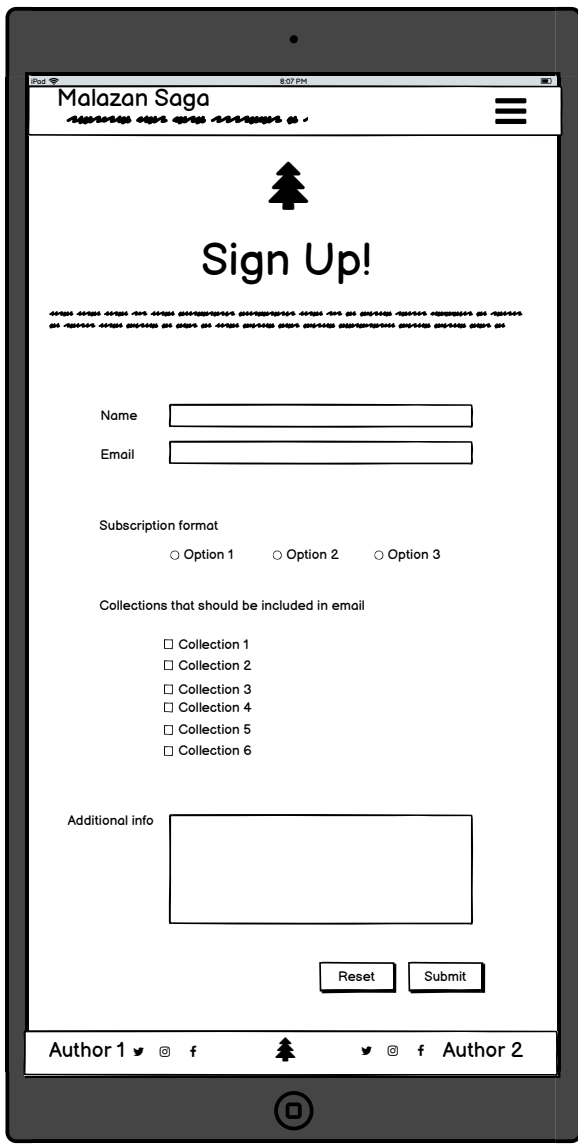 iPad 8:07 PM
Malazan Saga
Sign Up!
Name
Email
Subscription format
Option 1 Option 2 Option 3
Collections that should be included in email
Collection 1
Collection 2
Collection 3
Collection 4
Collection 5
Collection 6
Additional info
Reset Submit
Author 1 Author 2